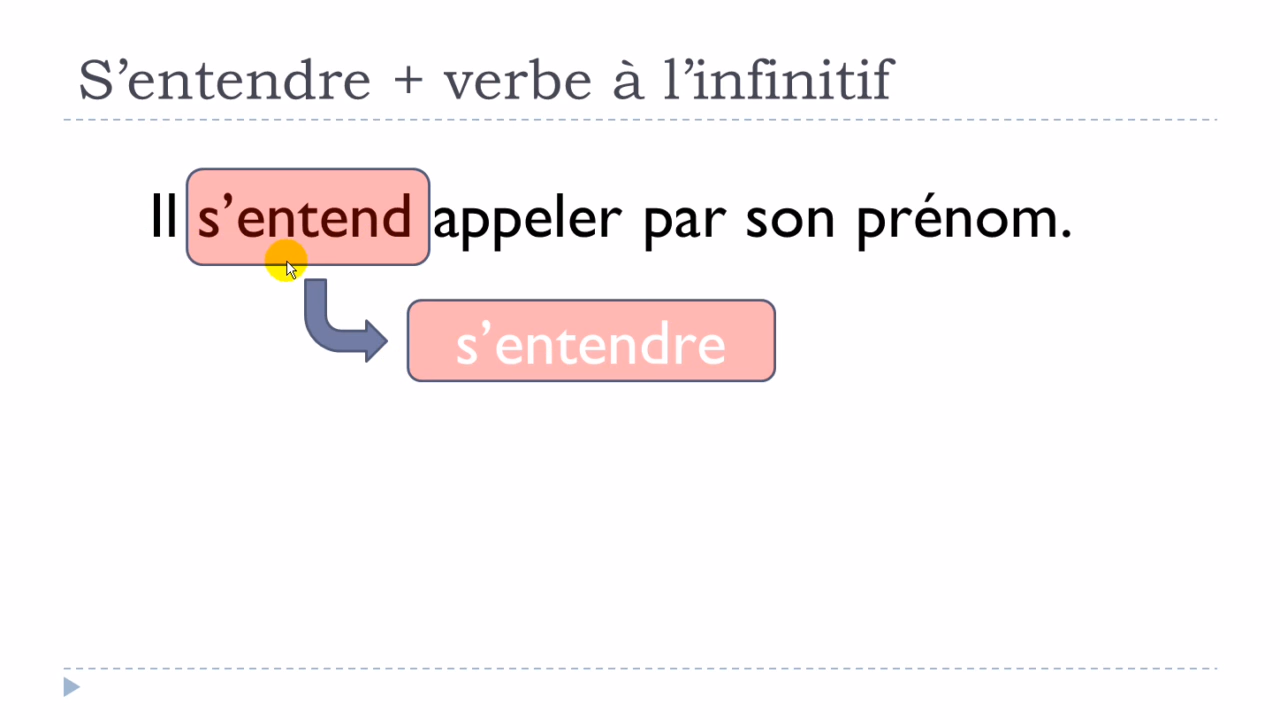 S’entendre + verbe à l’infinitif
Il s’entend appeler par son prénom.
s’entendre